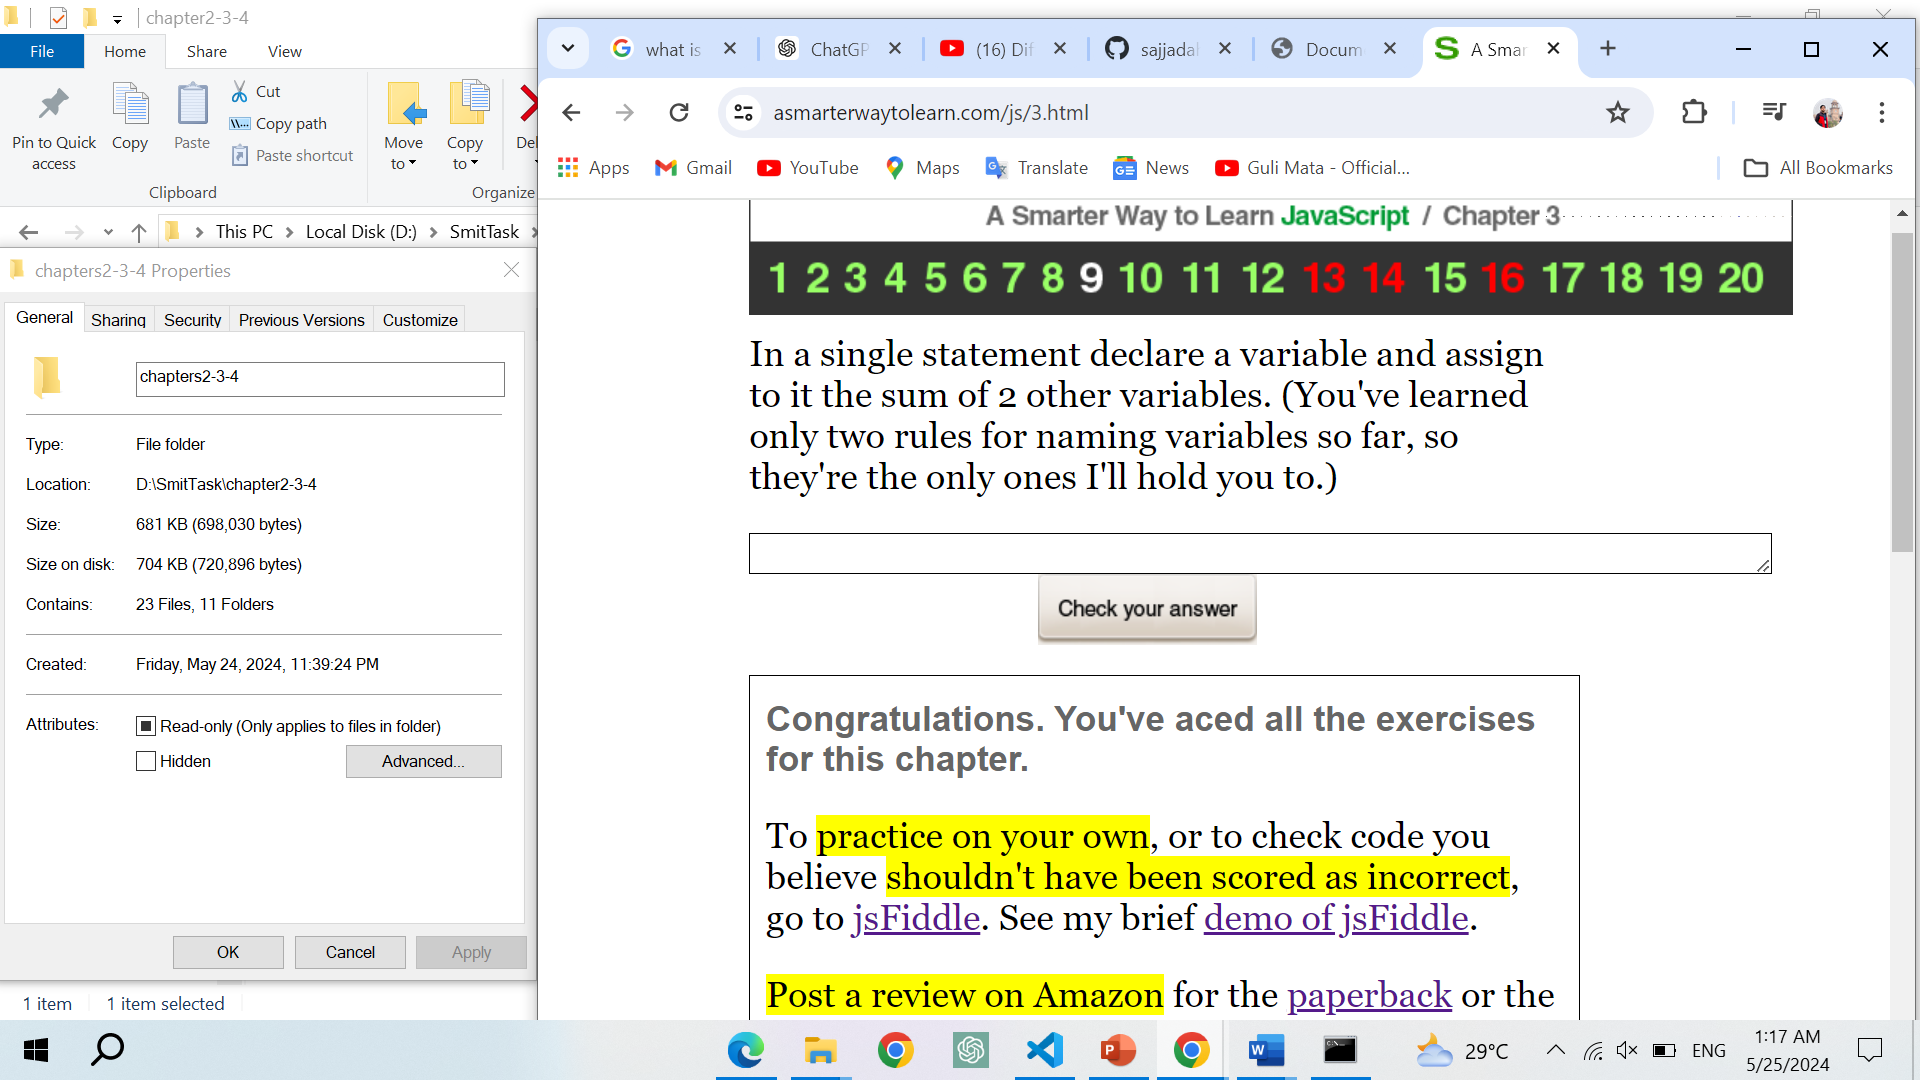 chapter2-3-4
File
Home
Share
View
Pin to Quick access
Copy
Paste
Cut
Copy path
Paste shortcut
Clipboard
Move to
Copy to
Organize
This PC
Local Disk (D:)
SmitTask
chapters2-3-4 Properties
General
Sharing
Security
Previous Versions
Customize
chapters2-3-4
Type: File folder
Location: D:\SmitTask\chapter2-3-4
Size: 681 KB (698,030 bytes)
Size on disk: 704 KB (720,896 bytes)
Contains: 23 Files, 11 Folders
Created: Friday, May 24, 2024, 11:39:24 PM
Attributes: Read-only (Only applies to files in folder)
Hidden
Advanced...
OK
Cancel
Apply
1 item
1 item selected
what is
ChatGP
(16) Dif
sajjadal
Docum
A Smar
asmarterwaytolearn.com/js/3.html
Apps
Gmail
YouTube
Maps
Translate
News
Guli Mata - Official...
All Bookmarks
A Smarter Way to Learn JavaScript / Chapter 3
1 2 3 4 5 6 7 8 9 10 11 12 13 14 15 16 17 18 19 20
In a single statement declare a variable and assign
to it the sum of 2 other variables. (You've learned
only two rules for naming variables so far, so
they're the only ones I'll hold you to.)
Check your answer
Congratulations. You've aced all the exercises
for this chapter.
To practice on your own, or to check code you
believe shouldn't have been scored as incorrect,
go to jsFiddle. See my brief demo of jsFiddle.
Post a review on Amazon for the paperback or the
29°C
ENG
1:17 AM
5/25/2024